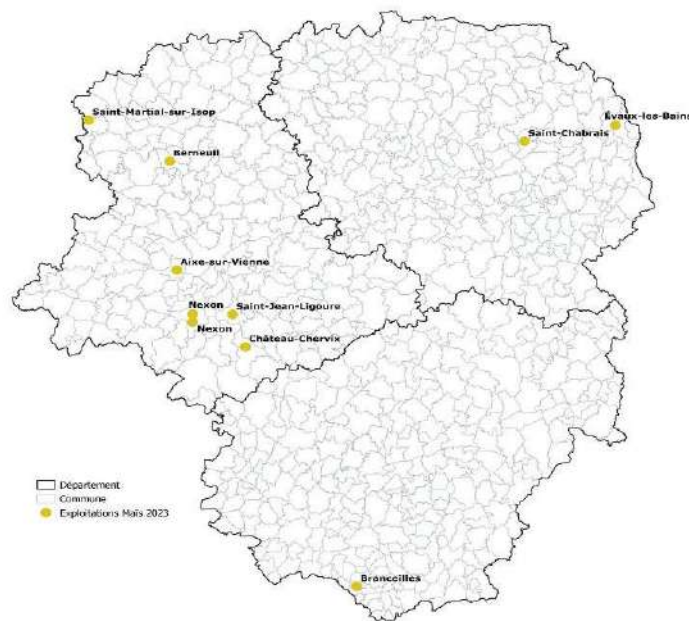 Saint-Martial-sur-Isop
Évaux-les-Bains
Saint-Chabrais
Berneuil
Aixe-sur-Vienne
Nexon
Saint-Jean-Ligoure
Nexon
Château-Chervix
Département
Commune
Exploitations Maïs 2023
Branceilles